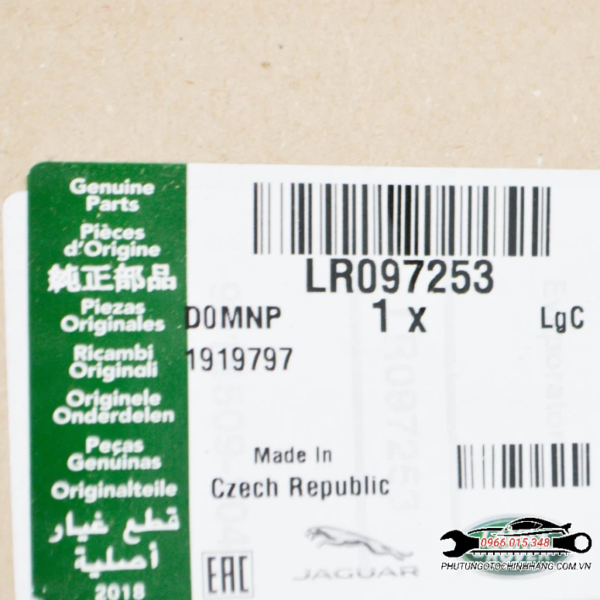 Genuine
Parts
Pièces
d'Origine
純正部品
Piezas
Originales
Ricambi
Originali
Originele
Onderdelen
Peças
Genuinas
Originalteile
قطع غيار
أصلية
2018
LR097253
D0MNP
1 x
LgC
1919797
Made In
Czech Republic
EAC
JAGUAR
0966.015.348
PHUTUNGOTOCHINHHANG.COM.VN